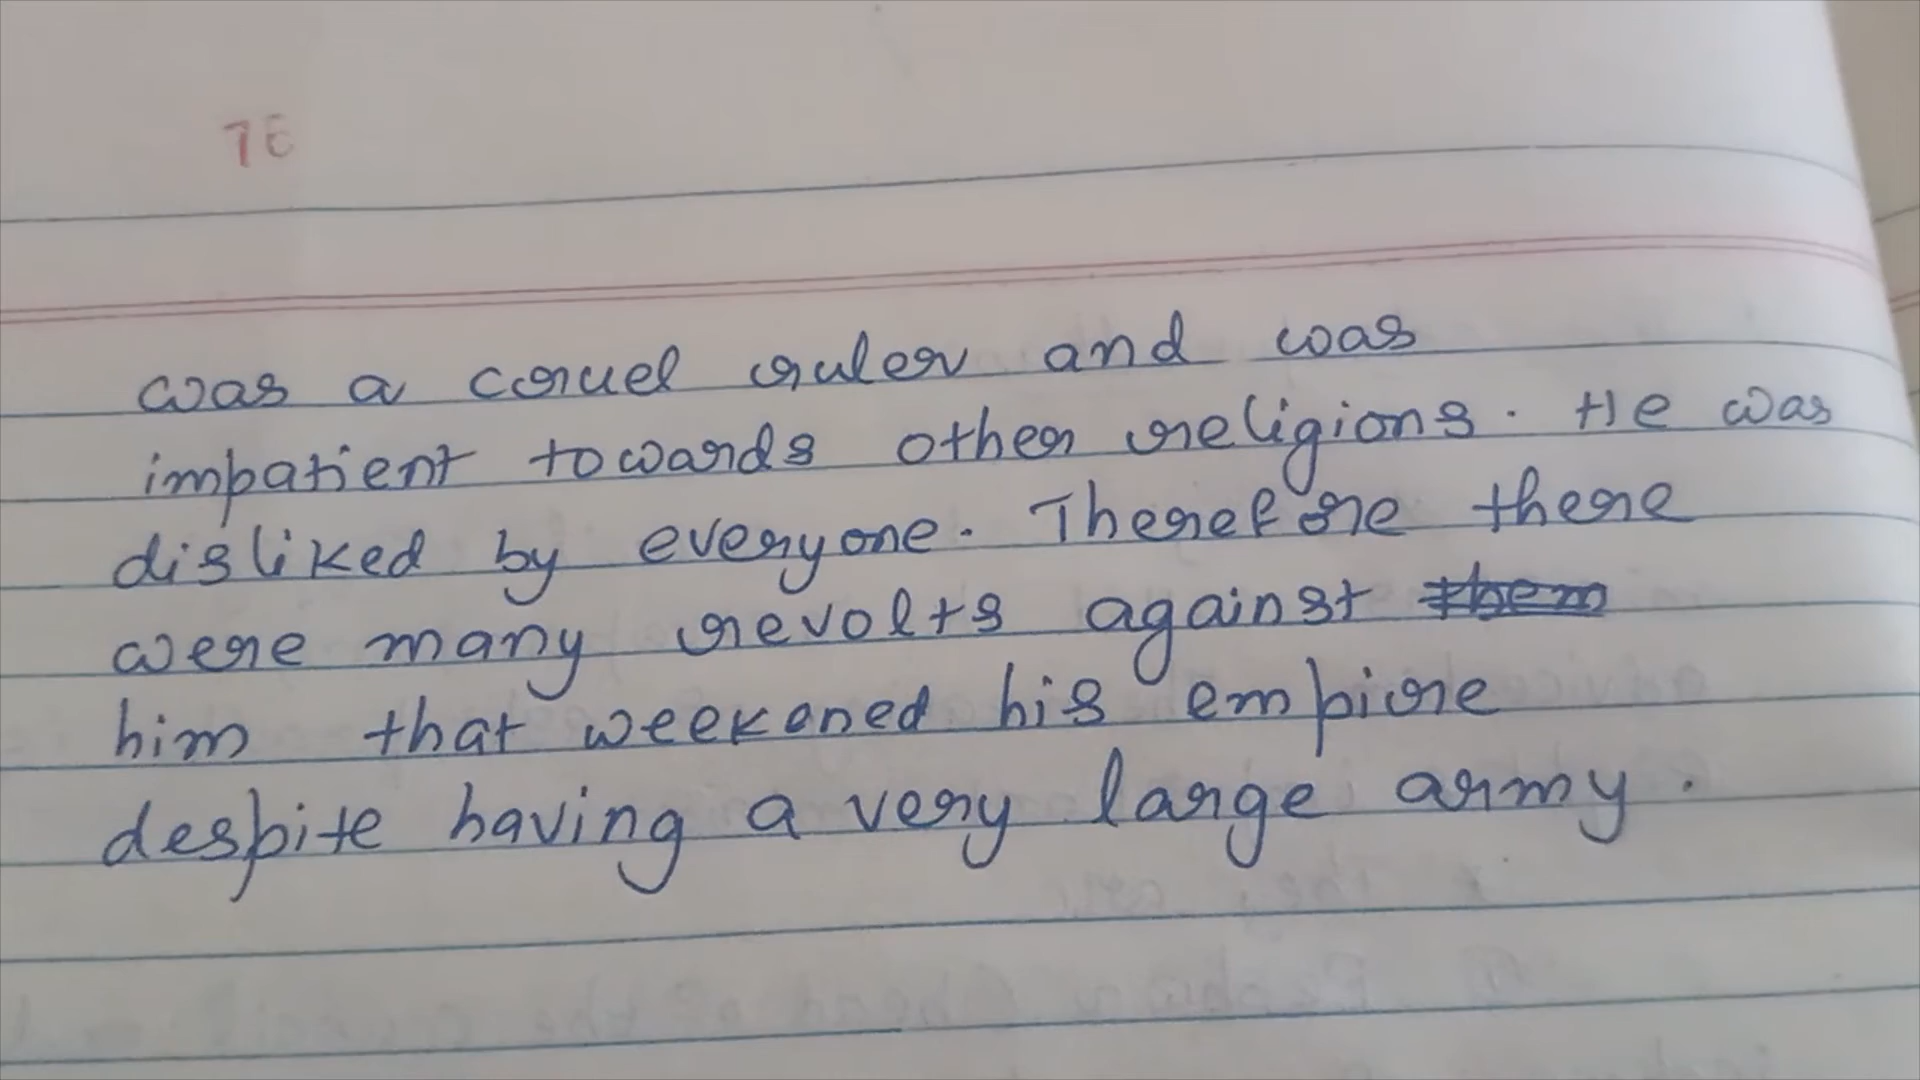 76
was a cruel ruler and was
impatient towards other religions. He was
disliked by everyone. Therefore there
were many revolts against ~~them~~
him that weekened his empire
despite having a very large army.